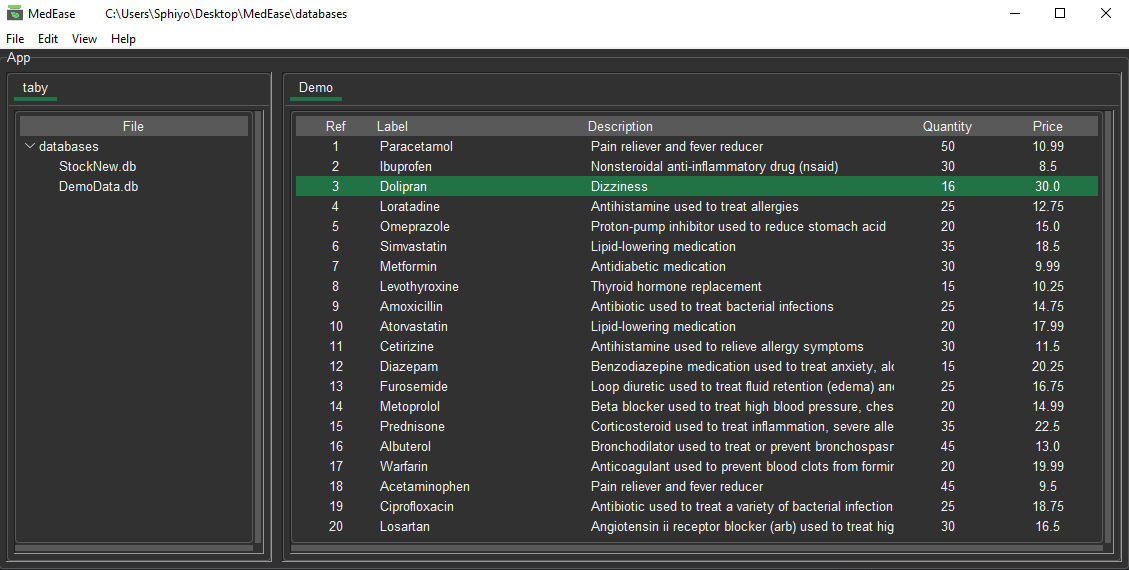 MedEase C:\Users\Sphiyo\Desktop\MedEase\databases
File Edit View Help
App
taby
File
databases
StockNew.db
DemoData.db
Demo
Ref Label Description Quantity Price
1 Paracetamol Pain reliever and fever reducer 50 10.99
2 Ibuprofen Nonsteroidal anti-inflammatory drug (nsaid) 30 8.5
3 Dolipran Dizziness 16 30.0
4 Loratadine Antihistamine used to treat allergies 25 12.75
5 Omeprazole Proton-pump inhibitor used to reduce stomach acid 20 15.0
6 Simvastatin Lipid-lowering medication 35 18.5
7 Metformin Antidiabetic medication 30 9.99
8 Levothyroxine Thyroid hormone replacement 15 10.25
9 Amoxicillin Antibiotic used to treat bacterial infections 25 14.75
10 Atorvastatin Lipid-lowering medication 20 17.99
11 Cetirizine Antihistamine used to relieve allergy symptoms 30 11.5
12 Diazepam Benzodiazepine medication used to treat anxiety, alc 15 20.25
13 Furosemide Loop diuretic used to treat fluid retention (edema) an 25 16.75
14 Metoprolol Beta blocker used to treat high blood pressure, ches 20 14.99
15 Prednisone Corticosteroid used to treat inflammation, severe alle 35 22.5
16 Albuterol Bronchodilator used to treat or prevent bronchospasm 45 13.0
17 Warfarin Anticoagulant used to prevent blood clots from formin 20 19.99
18 Acetaminophen Pain reliever and fever reducer 45 9.5
19 Ciprofloxacin Antibiotic used to treat a variety of bacterial infection 25 18.75
20 Losartan Angiotensin ii receptor blocker (arb) used to treat hig 30 16.5